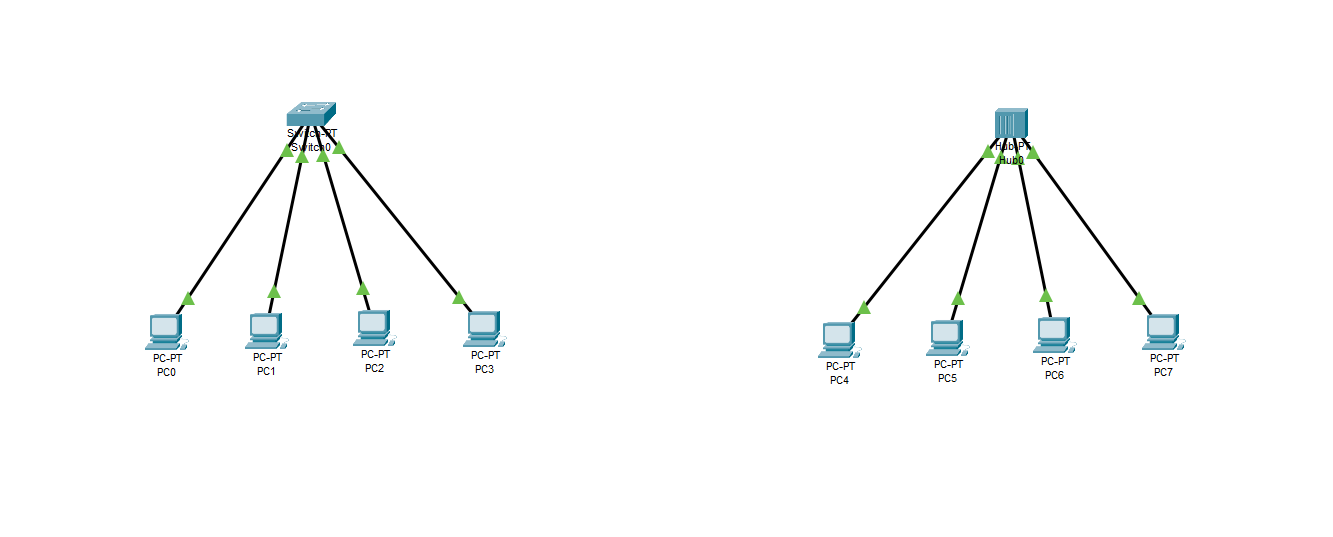 Switch-PT
Switch0
Hub-PT
Hub0
PC-PT
PC0
PC-PT
PC1
PC-PT
PC2
PC-PT
PC3
PC-PT
PC4
PC-PT
PC5
PC-PT
PC6
PC-PT
PC7